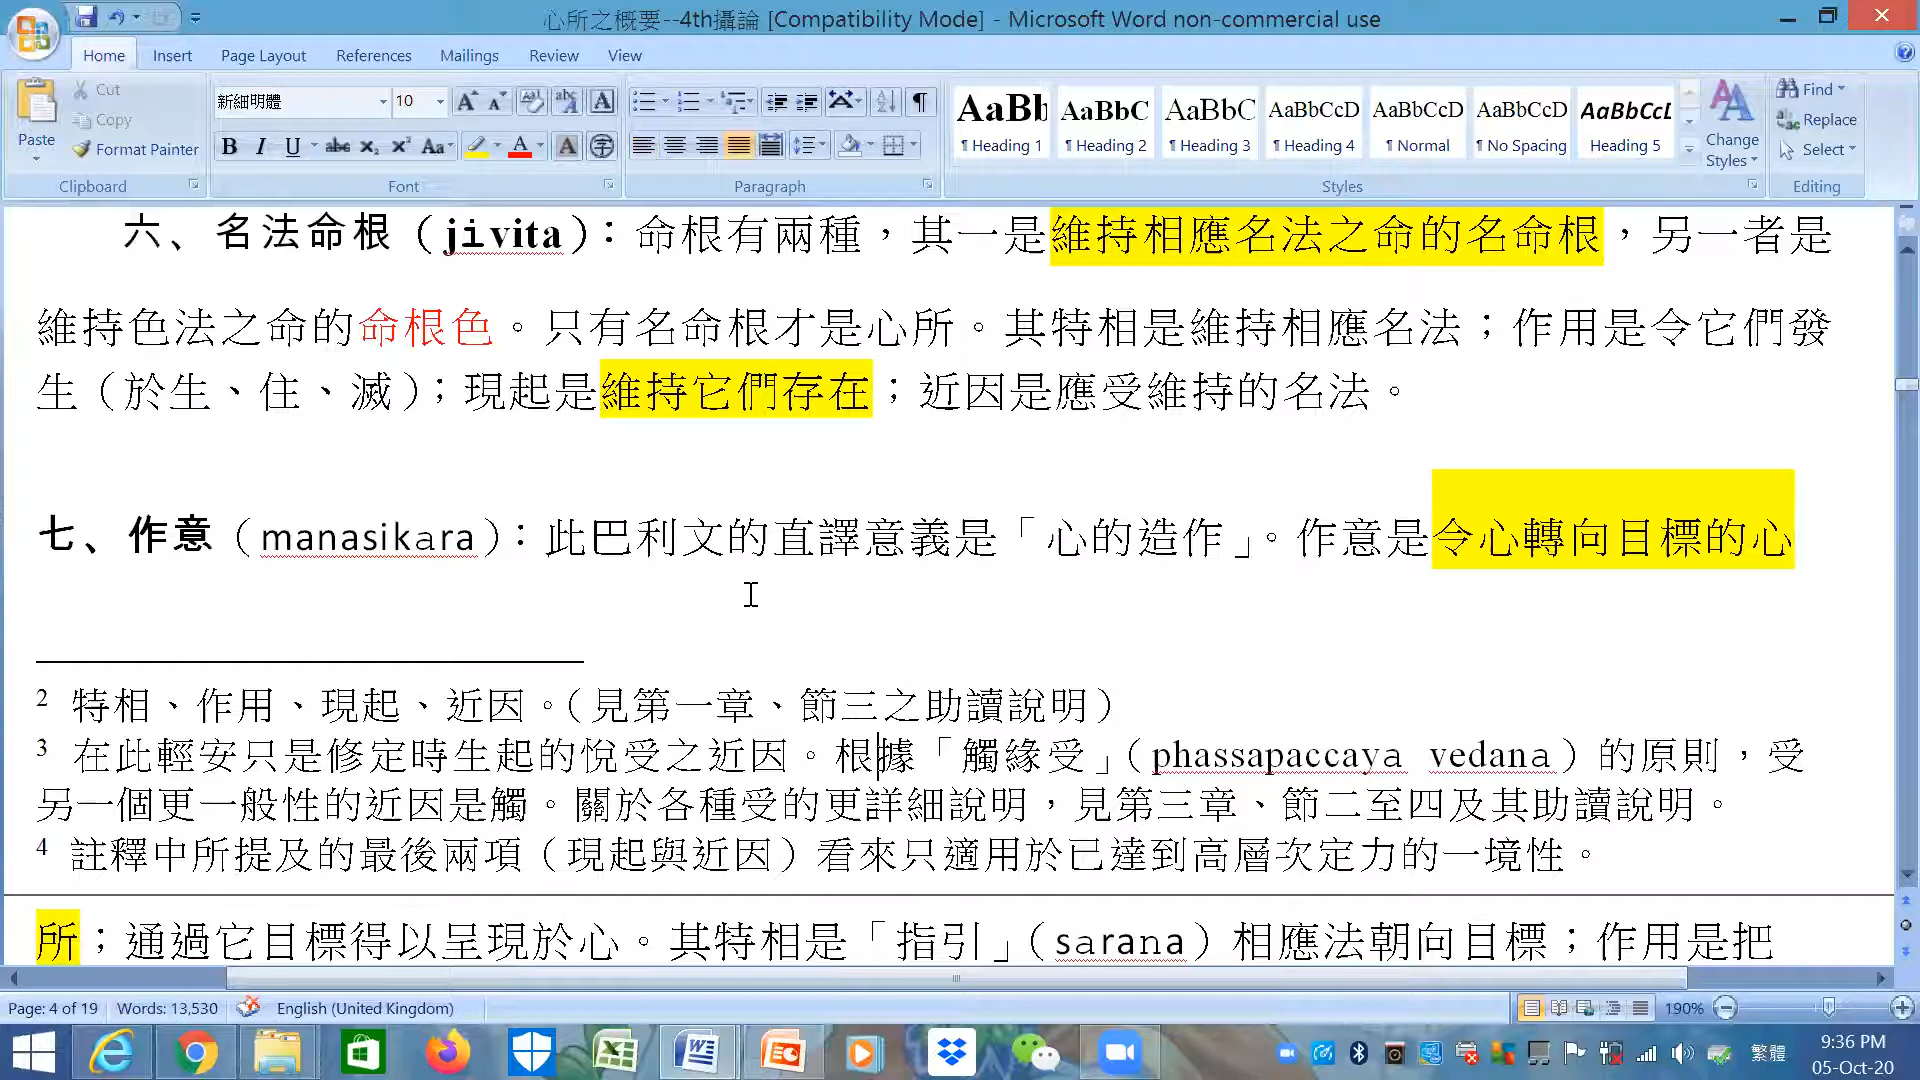 心所之概要--4th攝論 [Compatibility Mode] - Microsoft Word non-commercial use
Home Insert Page Layout References Mailings Review View
Paste
Cut
Copy
Format Painter
Clipboard
新細明體 10
B I U abc X₂ X² Aa A A
Font
Paragraph
AaBb AaBbC AaBbC AaBbCcD AaBbCcD AaBbCcD AaBbCcL
¶ Heading 1 ¶ Heading 2 ¶ Heading 3 ¶ Heading 4 ¶ Normal ¶ No Spacing Heading 5
Change Styles
Styles
Find
Replace
Select
Editing
六、名法命根（jivita）：命根有兩種，其一是維持相應名法之命的名命根，另一者是
維持色法之命的命根色。只有名命根才是心所。其特相是維持相應名法；作用是令它們發
生（於生、住、滅）；現起是維持它們存在；近因是應受維持的名法。
七、作意（manasikara）：此巴利文的直譯意義是「心的造作」。作意是令心轉向目標的心
2 特相、作用、現起、近因。（見第一章、節三之助讀說明）
3 在此輕安只是修定時生起的悅受之近因。根據「觸緣受」（phassapaccaya vedana）的原則，受
另一個更一般性的近因是觸。關於各種受的更詳細說明，見第三章、節二至四及其助讀說明。
4 註釋中所提及的最後兩項（現起與近因）看來只適用於已達到高層次定力的一境性。
所；通過它目標得以呈現於心。其特相是「指引」（sarana）相應法朝向目標；作用是把
Page: 4 of 19 Words: 13,530 English (United Kingdom) 190%
繁體
9:36 PM
05-Oct-20